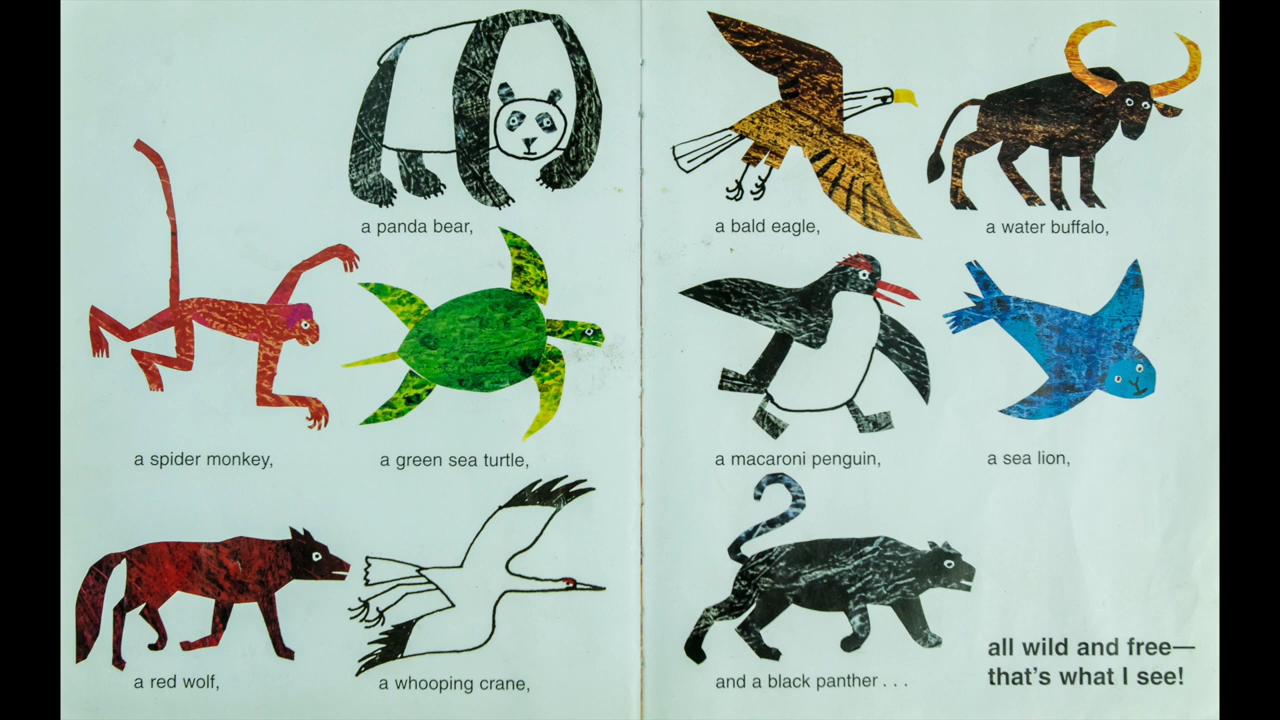 a panda bear,
a bald eagle,
a water buffalo,
a spider monkey,
a green sea turtle,
a macaroni penguin,
a sea lion,
a red wolf,
a whooping crane,
and a black panther . . .
all wild and free—
that's what I see!